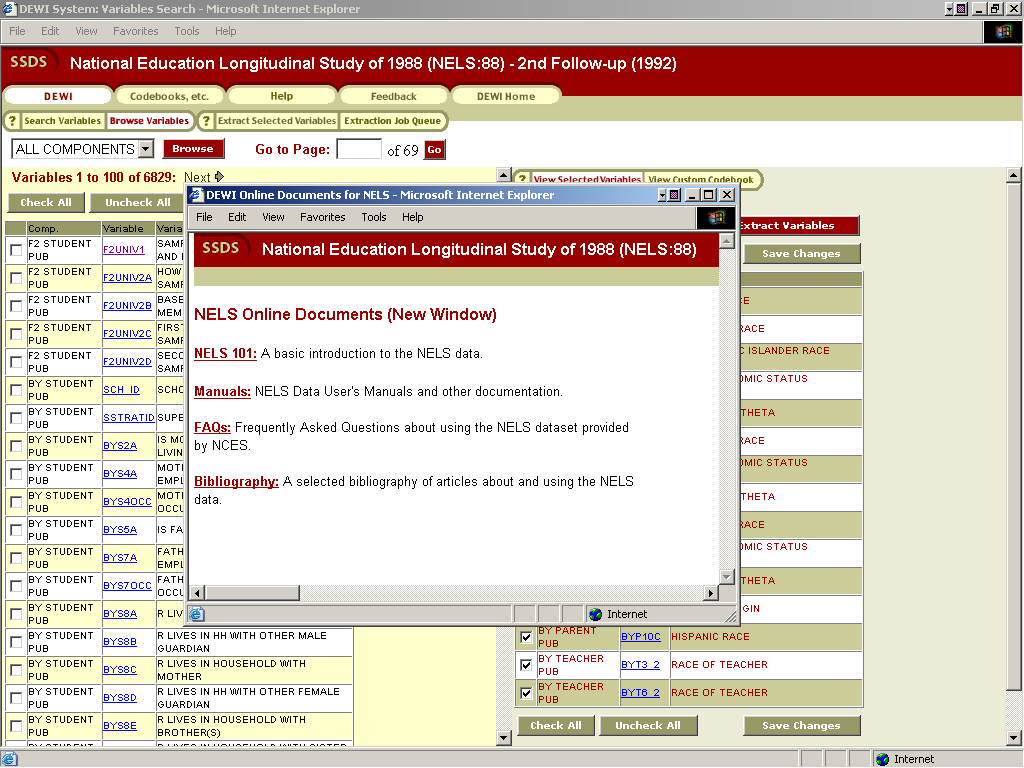 DEWI System: Variables Search - Microsoft Internet Explorer
File Edit View Favorites Tools Help
SSDS National Education Longitudinal Study of 1988 (NELS:88) - 2nd Follow-up (1992)
DEWI Codebooks, etc. Help Feedback DEWI Home
? Search Variables Browse Variables ? Extract Selected Variables Extraction Job Queue
ALL COMPONENTS Browse Go to Page: of 69 Go
Variables 1 to 100 of 6829: Next
Check All Uncheck All
Comp. Variable Varia
F2 STUDENT PUB F2UNIV1 SAMP
AND I
F2 STUDENT PUB F2UNIV2A HOW
SAMP
F2 STUDENT PUB F2UNIV2B BASE
MEM
F2 STUDENT PUB F2UNIV2C FIRS
SAMP
F2 STUDENT PUB F2UNIV2D SECO
SAMP
BY STUDENT PUB SCH_ID SCHO
BY STUDENT PUB SSTRATID SUPE
BY STUDENT PUB BYS2A IS MO
LIVIN
BY STUDENT PUB BYS4A MOTI
EMPL
BY STUDENT PUB BYS4OCC MOTI
OCCU
BY STUDENT PUB BYS5A IS FA
BY STUDENT PUB BYS7A FATH
EMPL
BY STUDENT PUB BYS7OCC FATH
OCCU
BY STUDENT PUB BYS8A R LIV
BY STUDENT PUB BYS8B R LIVES IN HH WITH OTHER MALE
GUARDIAN
BY STUDENT PUB BYS8C R LIVES IN HOUSEHOLD WITH
MOTHER
BY STUDENT PUB BYS8D R LIVES IN HH WITH OTHER FEMALE
GUARDIAN
BY STUDENT PUB BYS8E R LIVES IN HOUSEHOLD WITH
BROTHER(S)
? View Selected Variables View Custom Codebook
Extract Variables
Save Changes
CE
RACE
C ISLANDER RACE
OMIC STATUS
THETA
RACE
OMIC STATUS
THETA
RACE
OMIC STATUS
THETA
GIN
BY PARENT PUB BYP10C HISPANIC RACE
BY TEACHER PUB BYT3_2 RACE OF TEACHER
BY TEACHER PUB BYT6_2 RACE OF TEACHER
Check All Uncheck All Save Changes
DEWI Online Documents for NELS - Microsoft Internet Explorer
File Edit View Favorites Tools Help
SSDS National Education Longitudinal Study of 1988 (NELS:88)
NELS Online Documents (New Window)
NELS 101: A basic introduction to the NELS data.
Manuals: NELS Data User's Manuals and other documentation.
FAQs: Frequently Asked Questions about using the NELS dataset provided
by NCES.
Bibliography: A selected bibliography of articles about and using the NELS
data.
Internet
Internet